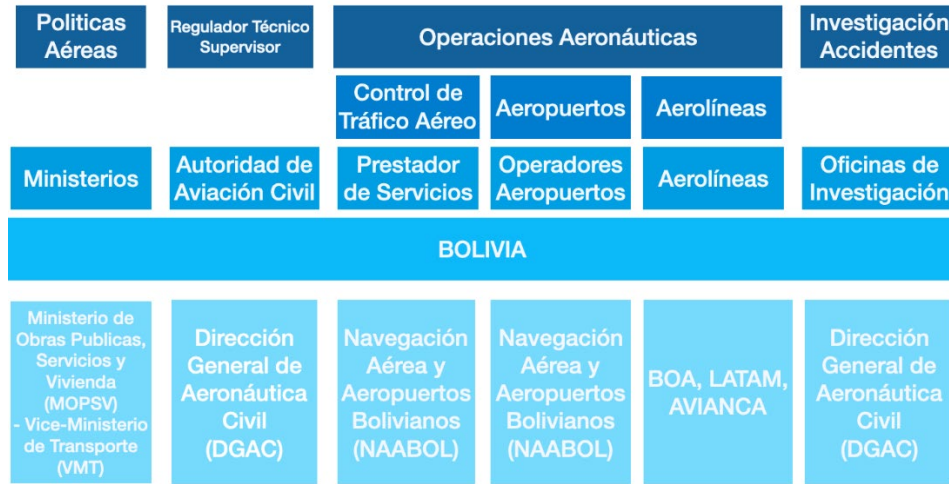 Politicas
Aéreas
Regulador Técnico
Supervisor
Operaciones Aeronáuticas
Investigación
Accidentes
Control de
Tráfico Aéreo
Aeropuertos
Aerolíneas
Ministerios
Autoridad de
Aviación Civil
Prestador
de Servicios
Operadores
Aeropuertos
Aerolíneas
Oficinas de
Investigación
BOLIVIA
Ministerio de
Obras Publicas,
Servicios y
Vivienda
(MOPSV)
- Vice-Ministerio
de Transporte
(VMT)
Dirección
General de
Aeronáutica
Civil
(DGAC)
Navegación
Aérea y
Aeropuertos
Bolivianos
(NAABOL)
Navegación
Aérea y
Aeropuertos
Bolivianos
(NAABOL)
BOA, LATAM,
AVIANCA
Dirección
General de
Aeronáutica
Civil
(DGAC)